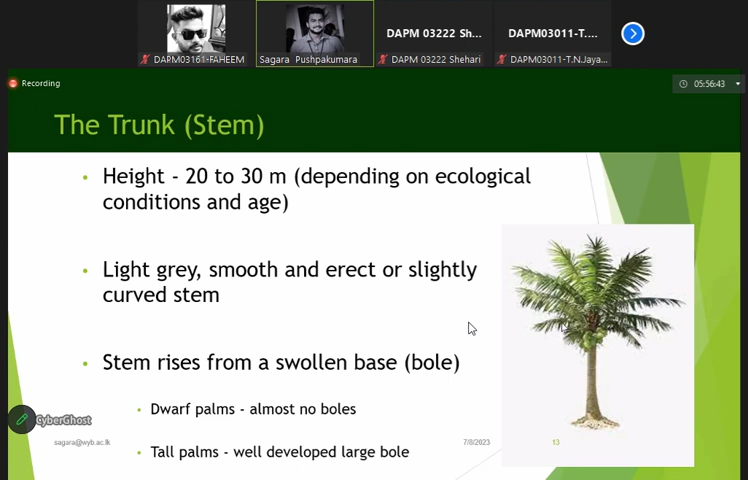 DAPM 03222 Sh...
DAPM03011-T....
DAPM03161-FAHEEM
Sagara Pushpakumara
DAPM 03222 Shehari
DAPM03011-T.N.Jaya...
Recording
05:56:43
The Trunk (Stem)
• Height - 20 to 30 m (depending on ecological
conditions and age)
• Light grey, smooth and erect or slightly
curved stem
• Stem rises from a swollen base (bole)
• Dwarf palms - almost no boles
CyberGhost
sagara@wyb.ac.lk
7/8/2023
13
• Tall palms - well developed large bole